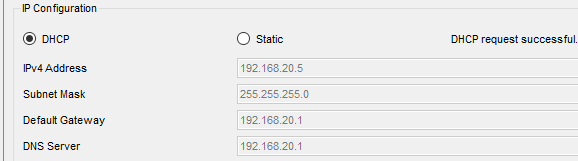 IP Configuration
DHCP Static DHCP request successful.
IPv4 Address 192.168.20.5
Subnet Mask 255.255.255.0
Default Gateway 192.168.20.1
DNS Server 192.168.20.1